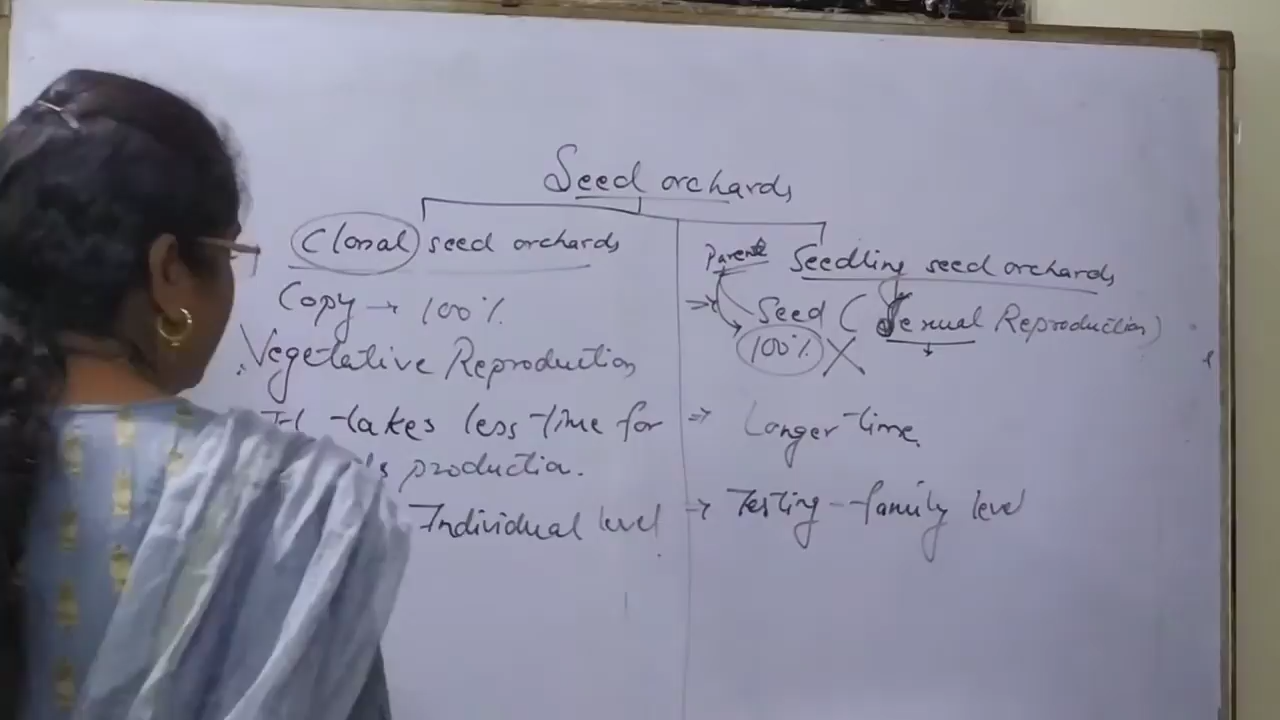 Seed orchards
Clonal seed orchards
Copy → 100%
Vegetative Reproduction
It takes less time for
production.
Individual level
Parent Seedling seed orchards
⇒ Seed (Sexual Reproduction)
100% X
⇒ Longer time.
→ Testing - family level